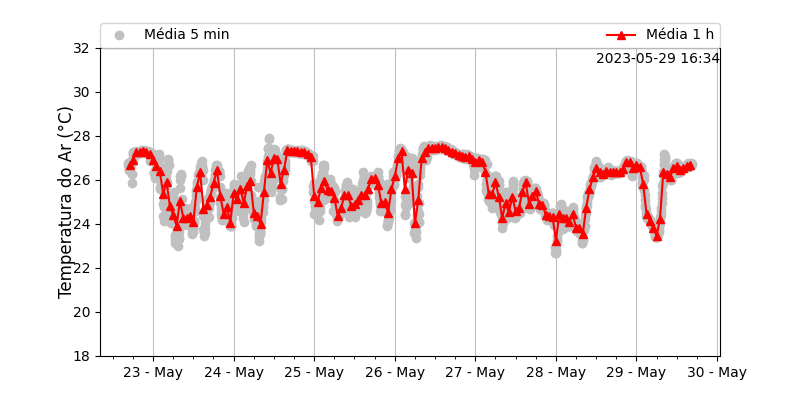 Média 5 min
Média 1 h
2023-05-29 16:34
Temperatura do Ar (°C)
32
30
28
26
24
22
20
18
23 - May
24 - May
25 - May
26 - May
27 - May
28 - May
29 - May
30 - May